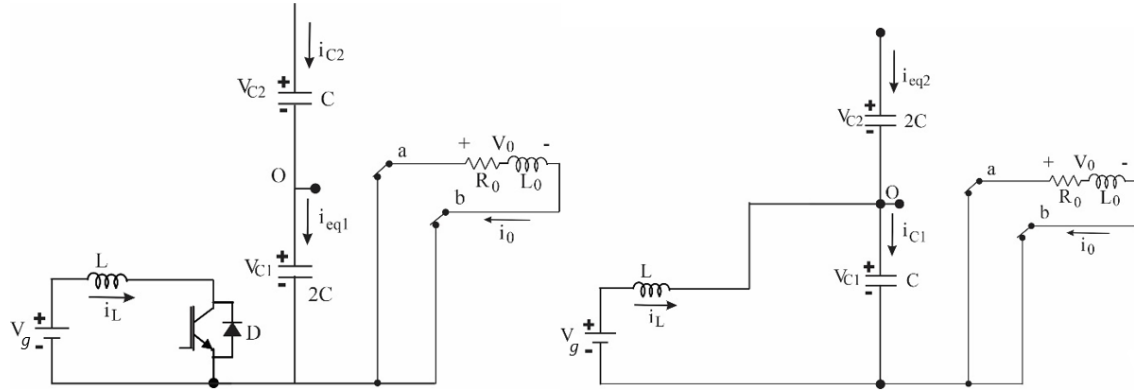 i_C2
V_C2 + - C
O
i_eq1
V_C1 + - 2C
L
i_L
V_g + -
D
a
+ V_0 -
R_0 L_0
b
i_0
i_eq2
V_C2 + - 2C
O
i_C1
V_C1 + - C
L
i_L
V_g + -
a
+ V_0 -
R_0 L_0
b
i_0